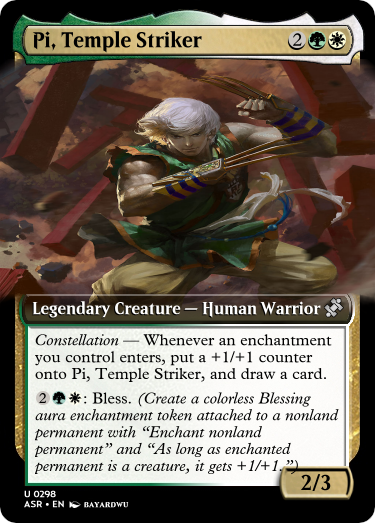 Pi, Temple Striker 2
Legendary Creature — Human Warrior
Constellation — Whenever an enchantment
you control enters, put a +1/+1 counter
onto Pi, Temple Striker, and draw a card.
2 : Bless. (Create a colorless Blessing
aura enchantment token attached to a nonland
permanent with “Enchant nonland
permanent” and “As long as enchanted
permanent is a creature, it gets +1/+1.”)
2/3
U 0298
ASR • EN BAYARDWU